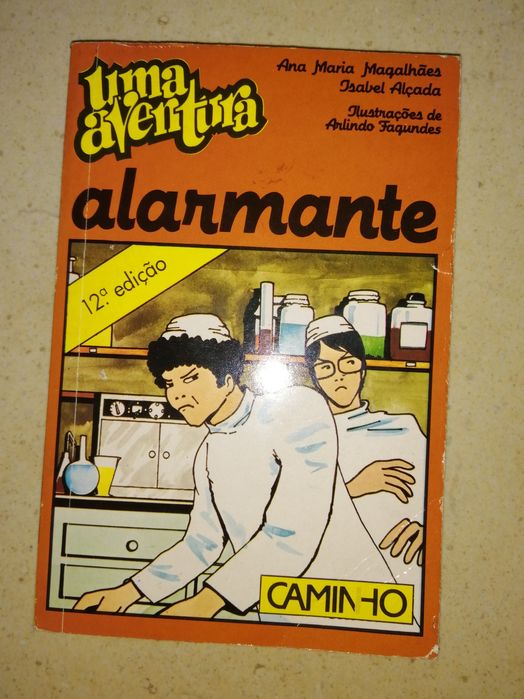 uma
aventura
Ana Maria Magalhães
Isabel Alçada
Ilustrações de
Arlindo Fagundes
alarmante
12ª. edição
CAMINHO